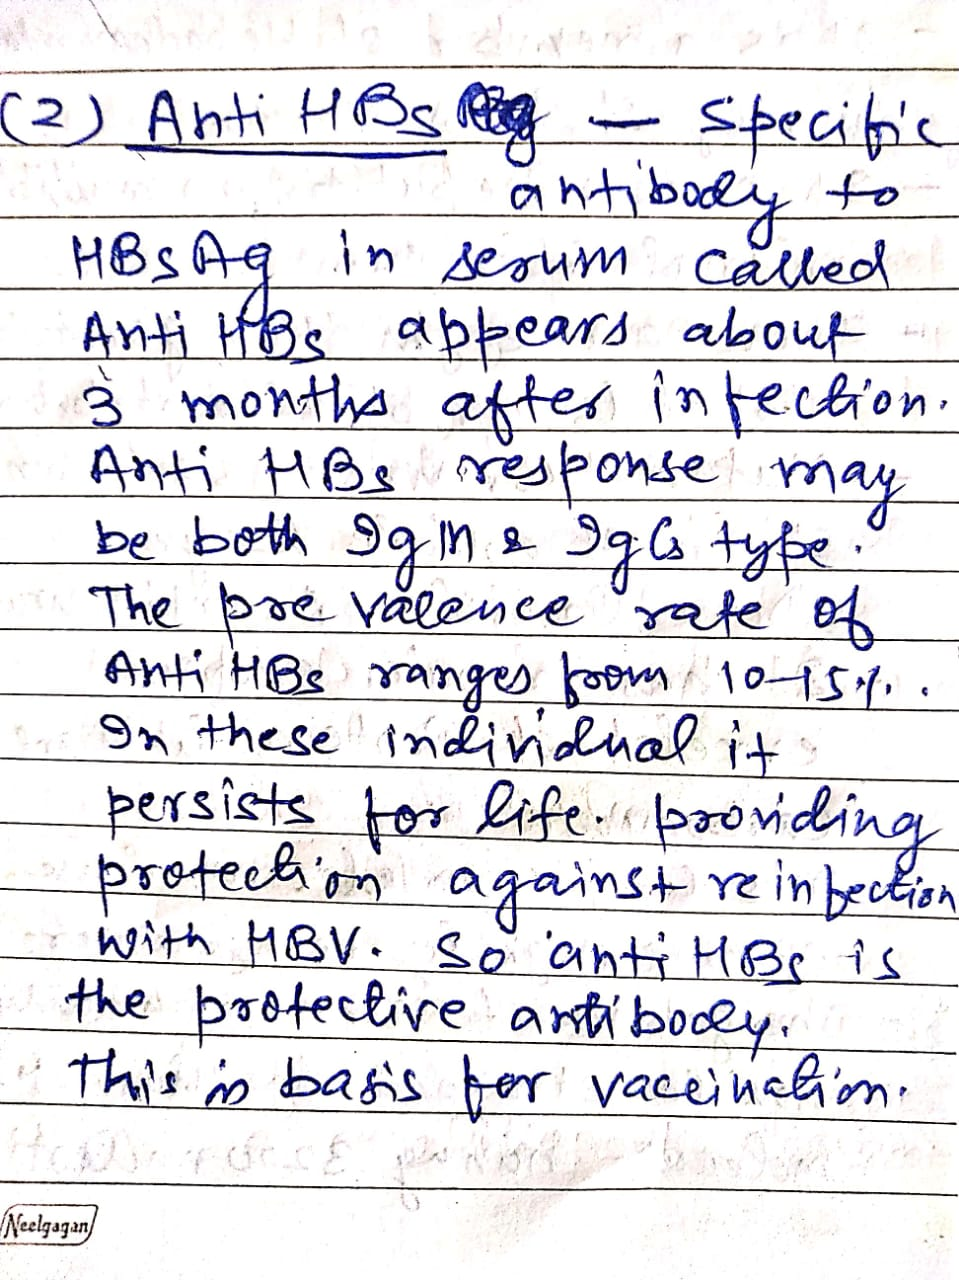 (2) Anti HBs — Specific
antibody to
HBsAg in serum called
Anti HBs appears about
3 months after infection.
Anti HBs response may
be both IgM & IgG type.
The prevalence rate of
Anti HBs ranges from 10-15%.
In these individual it
persists for life. providing
protection against reinfection
with HBV. So anti HBs is
the protective antibody.
This is basis for vaccination.
Neelgagan